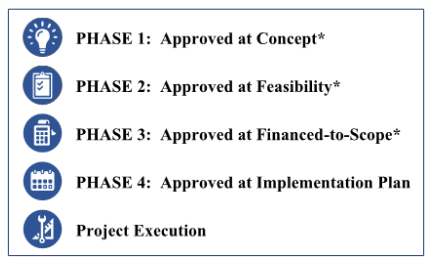 PHASE 1: Approved at Concept*
PHASE 2: Approved at Feasibility*
PHASE 3: Approved at Financed-to-Scope*
PHASE 4: Approved at Implementation Plan
Project Execution